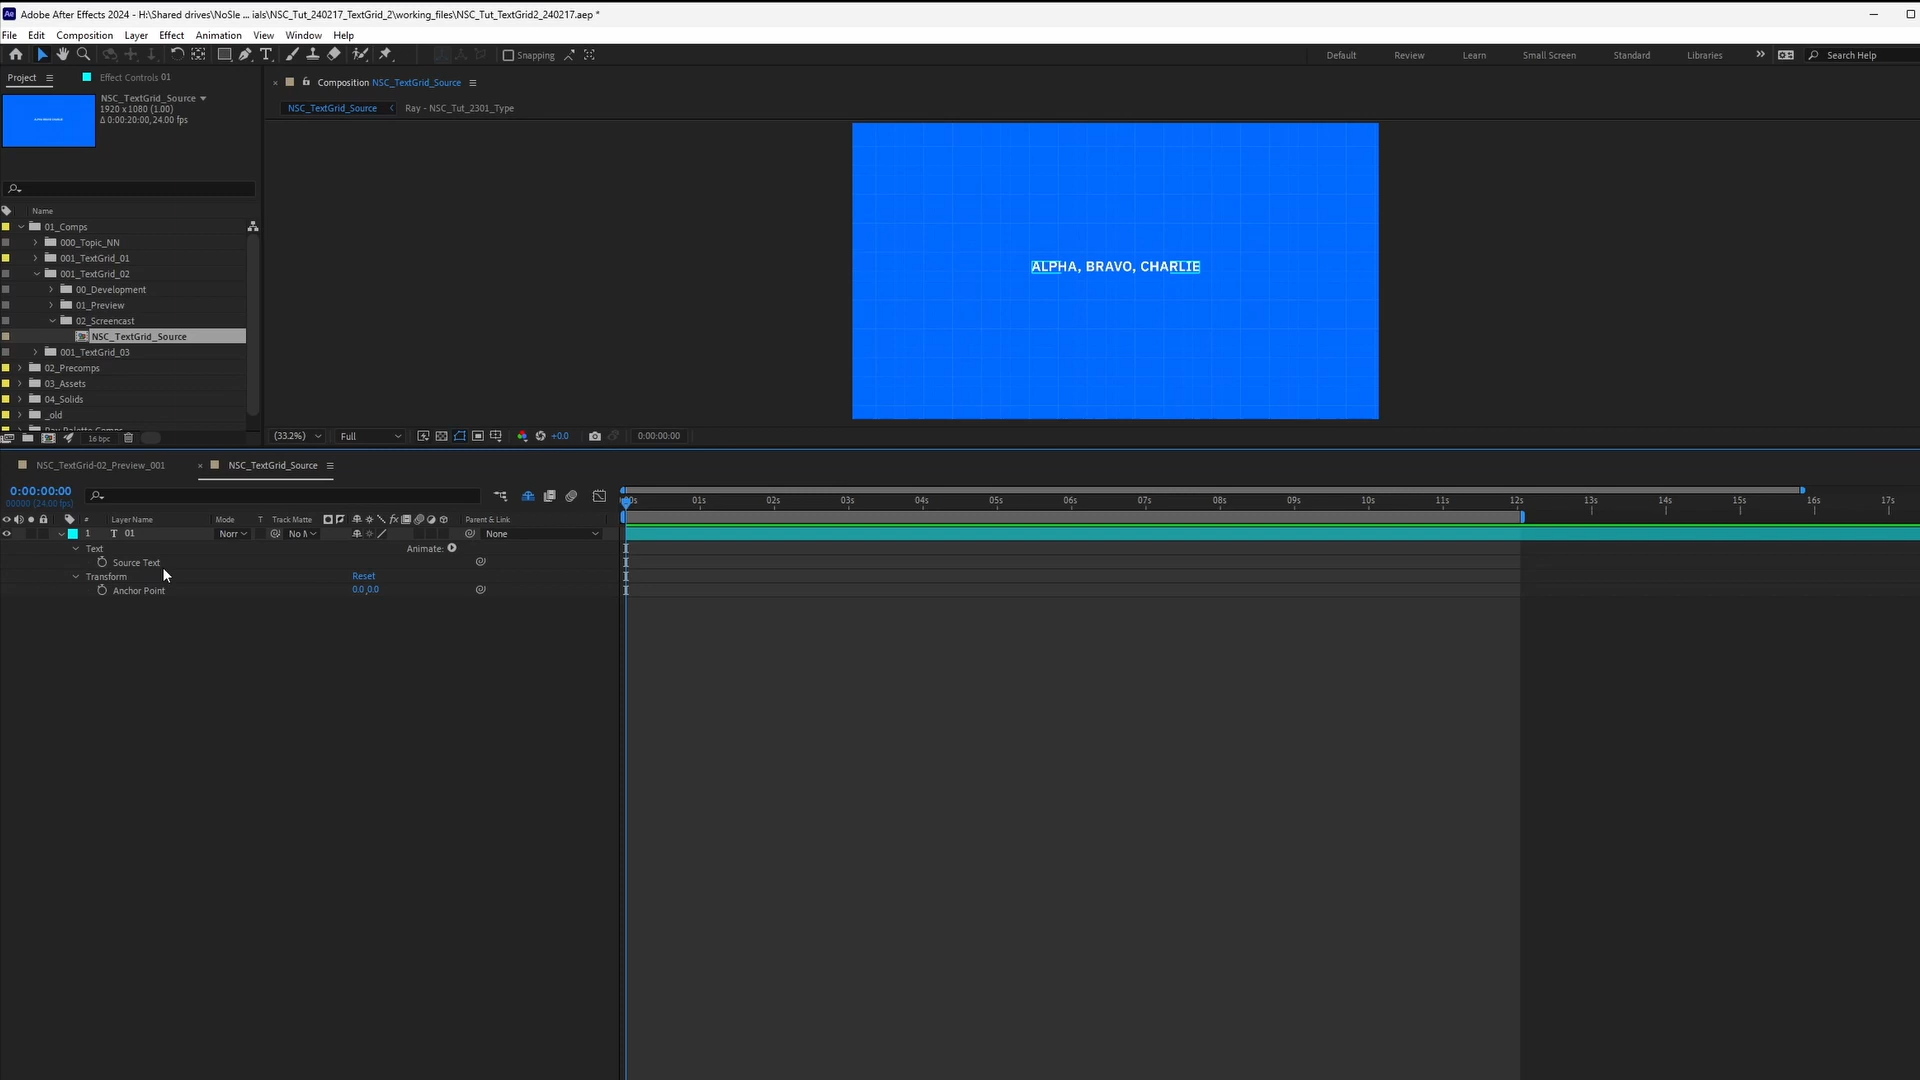 Adobe After Effects 2024 - H:\Shared drives\NoSle ... ials\NSC_Tut_240217_TextGrid_2\working_files\NSC_Tut_TextGrid2_240217.aep *
File Edit Composition Layer Effect Animation View Window Help
Snapping Default Review Learn Small Screen Standard Libraries Search Help
Project Effect Controls 01
Composition NSC_TextGrid_Source
NSC_TextGrid_Source
1920 x 1080 (1.00)
Δ 0:00:20:00, 24.00 fps
NSC_TextGrid_Source Ray - NSC_Tut_2301_Type
Name
01_Comps
000_Topic_NN
001_TextGrid_01
001_TextGrid_02
00_Development
01_Preview
02_Screencast
NSC_TextGrid_Source
001_TextGrid_03
02_Precomps
03_Assets
04_Solids
_old
ALPHA, BRAVO, CHARLIE
16 bpc
(33.2%) Full +0.0 0:00:00:00
NSC_TextGrid-02_Preview_001 NSC_TextGrid_Source
0:00:00:00
00000 (24.00 fps)
01s 02s 03s 04s 05s 06s 07s 08s 09s 10s 11s 12s 13s 14s 15s 16s 17s
# Layer Name Mode T Track Matte fx Parent & Link
1 T 01 Norr None
Text Animate:
Source Text
Transform Reset
Anchor Point 0.0,0.0